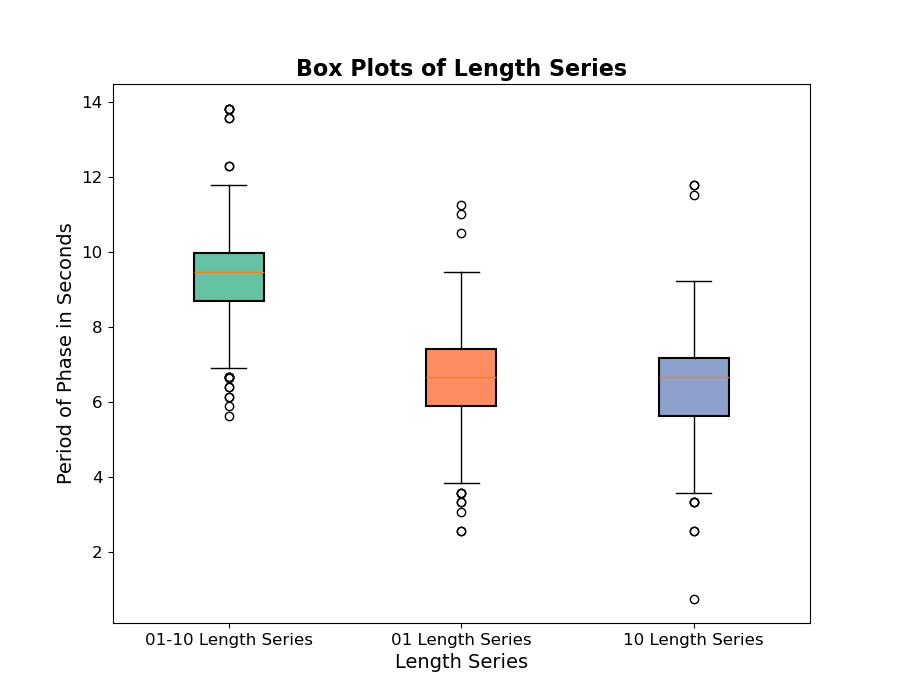 Box Plots of Length Series
Period of Phase in Seconds
14
12
10
8
6
4
2
01-10 Length Series
01 Length Series
10 Length Series
Length Series